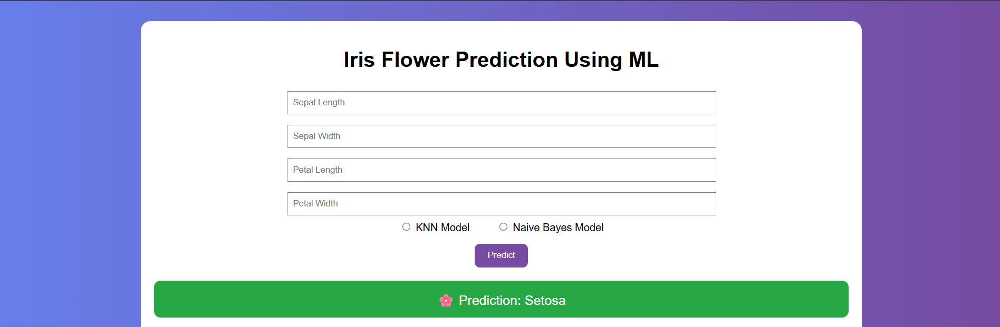 Iris Flower Prediction Using ML
Sepal Length
Sepal Width
Petal Length
Petal Width
KNN Model Naive Bayes Model
Predict
🌸 Prediction: Setosa